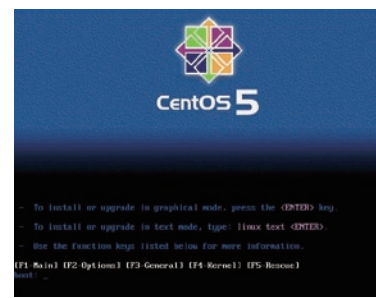 CentOS 5
- To install or upgrade in graphical mode, press the <ENTER> key.
- To install or upgrade in text mode, type: linux text <ENTER>.
- Use the function keys listed below for more information.
[F1-Main] [F2-Options] [F3-General] [F4-Kernel] [F5-Rescue]
boot: _